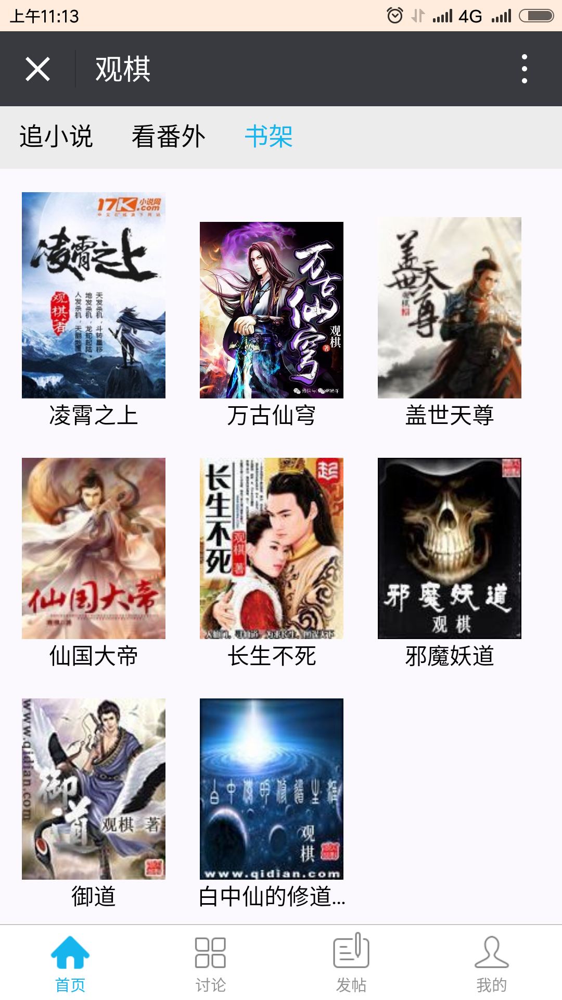 上午11:13
4G
观棋
追小说 看番外 书架
17K小说网
.com
凌霄之上
观棋著
天发杀机，斗转星移
地发杀机，龙蛇起陆
人发杀机，天翻地覆
万古仙穹
观棋
著
盖世天尊
凌霄之上 万古仙穹 盖世天尊
仙国大帝
长生不死
观棋 著
起
邪魔妖道
观棋
仙国大帝 长生不死 邪魔妖道
www.qidian.com
御道
观棋 著
白中仙的修道生涯
观棋
www.qidian.com
御道 白中仙的修道...
首页 讨论 发帖 我的